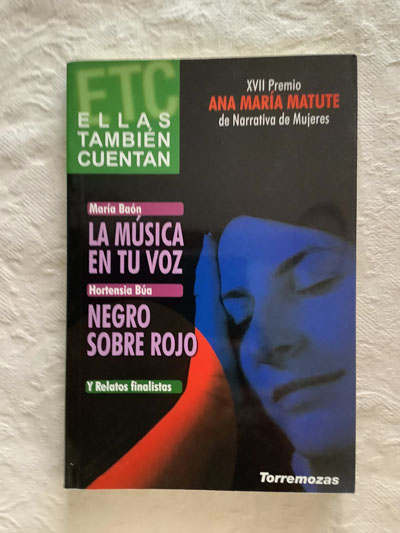 ETC
ELLAS
TAMBIÉN
CUENTAN
XVII Premio
ANA MARÍA MATUTE
de Narrativa de Mujeres
María Baón
LA MÚSICA
EN TU VOZ
Hortensia Búa
NEGRO
SOBRE ROJO
Y Relatos finalistas
Torremozas